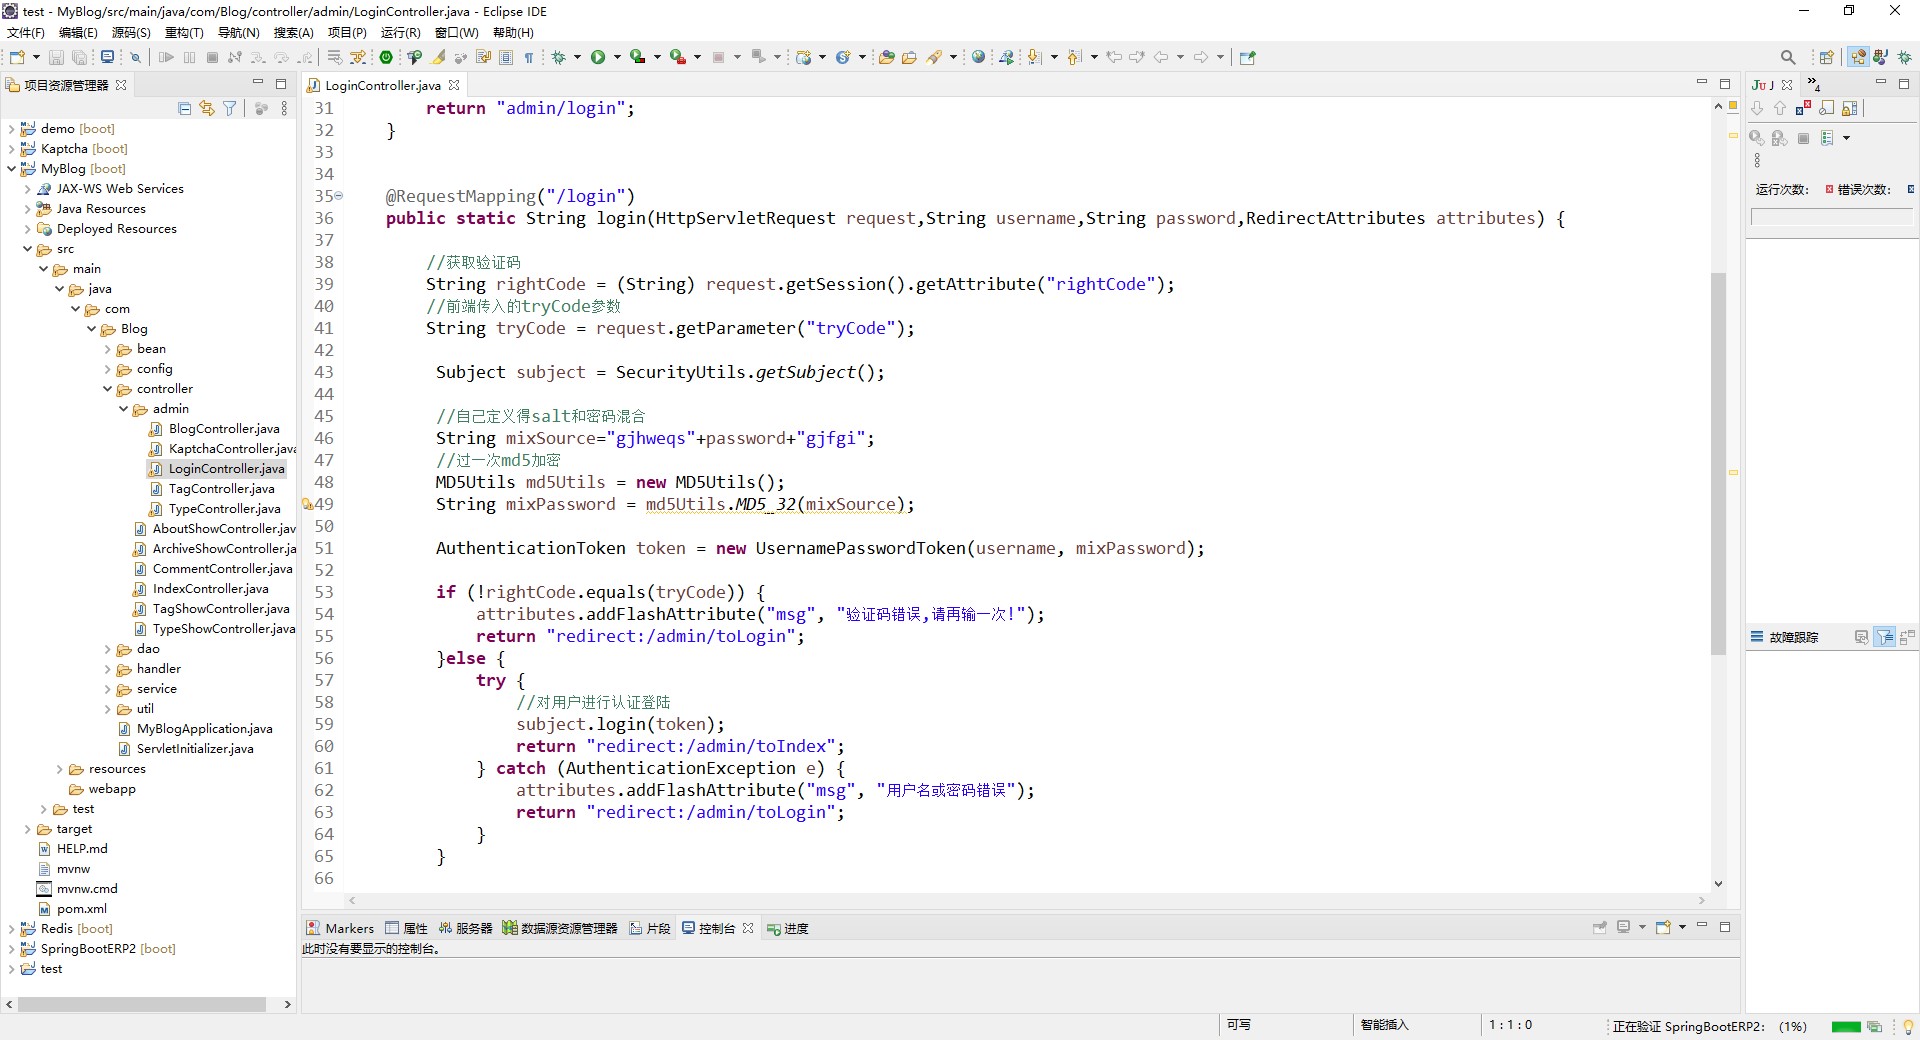 test - MyBlog/src/main/java/com/Blog/controller/admin/LoginController.java - Eclipse IDE
文件(F) 编辑(E) 源码(S) 重构(T) 导航(N) 搜索(A) 项目(P) 运行(R) 窗口(W) 帮助(H)
项目资源管理器
demo [boot]
Kaptcha [boot]
MyBlog [boot]
JAX-WS Web Services
Java Resources
Deployed Resources
src
main
java
com
Blog
bean
config
controller
admin
BlogController.java
KaptchaController.java
LoginController.java
TagController.java
TypeController.java
AboutShowController.jav
ArchiveShowController.ja
CommentController.java
IndexController.java
TagShowController.java
TypeShowController.java
dao
handler
service
util
MyBlogApplication.java
ServletInitializer.java
resources
webapp
test
target
HELP.md
mvnw
mvnw.cmd
pom.xml
Redis [boot]
SpringBootERP2 [boot]
test
LoginController.java
31 return "admin/login";
32 }
33
34
35 @RequestMapping("/login")
36 public static String login(HttpServletRequest request,String username,String password,RedirectAttributes attributes) {
37
38 //获取验证码
39 String rightCode = (String) request.getSession().getAttribute("rightCode");
40 //前端传入的tryCode参数
41 String tryCode = request.getParameter("tryCode");
42
43 Subject subject = SecurityUtils.getSubject();
44
45 //自己定义得salt和密码混合
46 String mixSource="gjhweqs"+password+"gjfgi";
47 //过一次md5加密
48 MD5Utils md5Utils = new MD5Utils();
49 String mixPassword = md5Utils.MD5_32(mixSource);
50
51 AuthenticationToken token = new UsernamePasswordToken(username, mixPassword);
52
53 if (!rightCode.equals(tryCode)) {
54 attributes.addFlashAttribute("msg", "验证码错误,请再输一次!");
55 return "redirect:/admin/toLogin";
56 }else {
57 try {
58 //对用户进行认证登陆
59 subject.login(token);
60 return "redirect:/admin/toIndex";
61 } catch (AuthenticationException e) {
62 attributes.addFlashAttribute("msg", "用户名或密码错误");
63 return "redirect:/admin/toLogin";
64 }
65 }
66
Markers 属性 服务器 数据源资源管理器 片段 控制台 进度
此时没有要显示的控制台。
Ju J
4
运行次数: 错误次数:
故障跟踪
可写 智能插入 1 : 1 : 0 正在验证 SpringBootERP2: (1%)